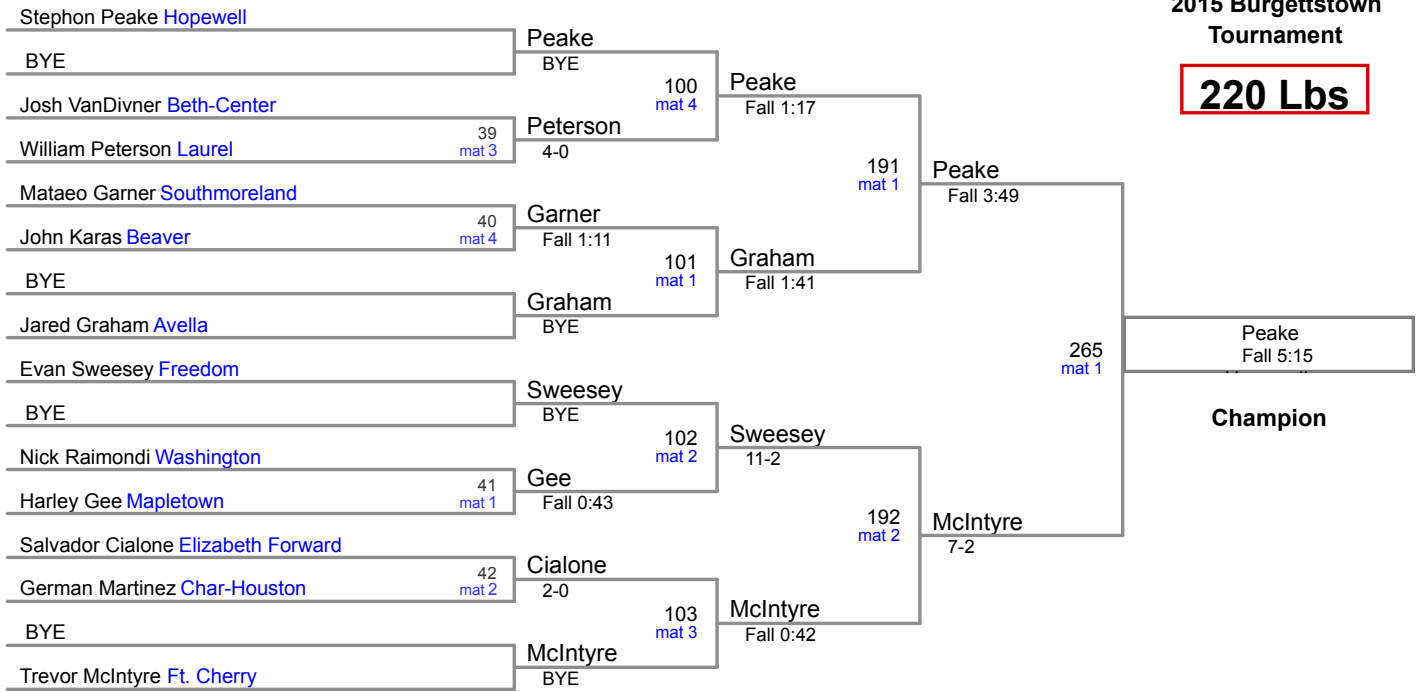 2015 Burgettstown
Tournament
220 Lbs
Stephon Peake Hopewell
BYE
Josh VanDivner Beth-Center
William Peterson Laurel
Mataeo Garner Southmoreland
John Karas Beaver
BYE
Jared Graham Avella
Evan Sweesey Freedom
BYE
Nick Raimondi Washington
Harley Gee Mapletown
Salvador Cialone Elizabeth Forward
German Martinez Char-Houston
BYE
Trevor McIntyre Ft. Cherry
39
mat 3
40
mat 4
41
mat 1
42
mat 2
Peake
BYE
Peterson
4-0
Garner
Fall 1:11
Graham
BYE
Sweesey
BYE
Gee
Fall 0:43
Cialone
2-0
McIntyre
BYE
100
mat 4
101
mat 1
102
mat 2
103
mat 3
Peake
Fall 1:17
Graham
Fall 1:41
Sweesey
11-2
McIntyre
Fall 0:42
191
mat 1
192
mat 2
Peake
Fall 3:49
McIntyre
7-2
265
mat 1
Peake
Fall 5:15
Champion